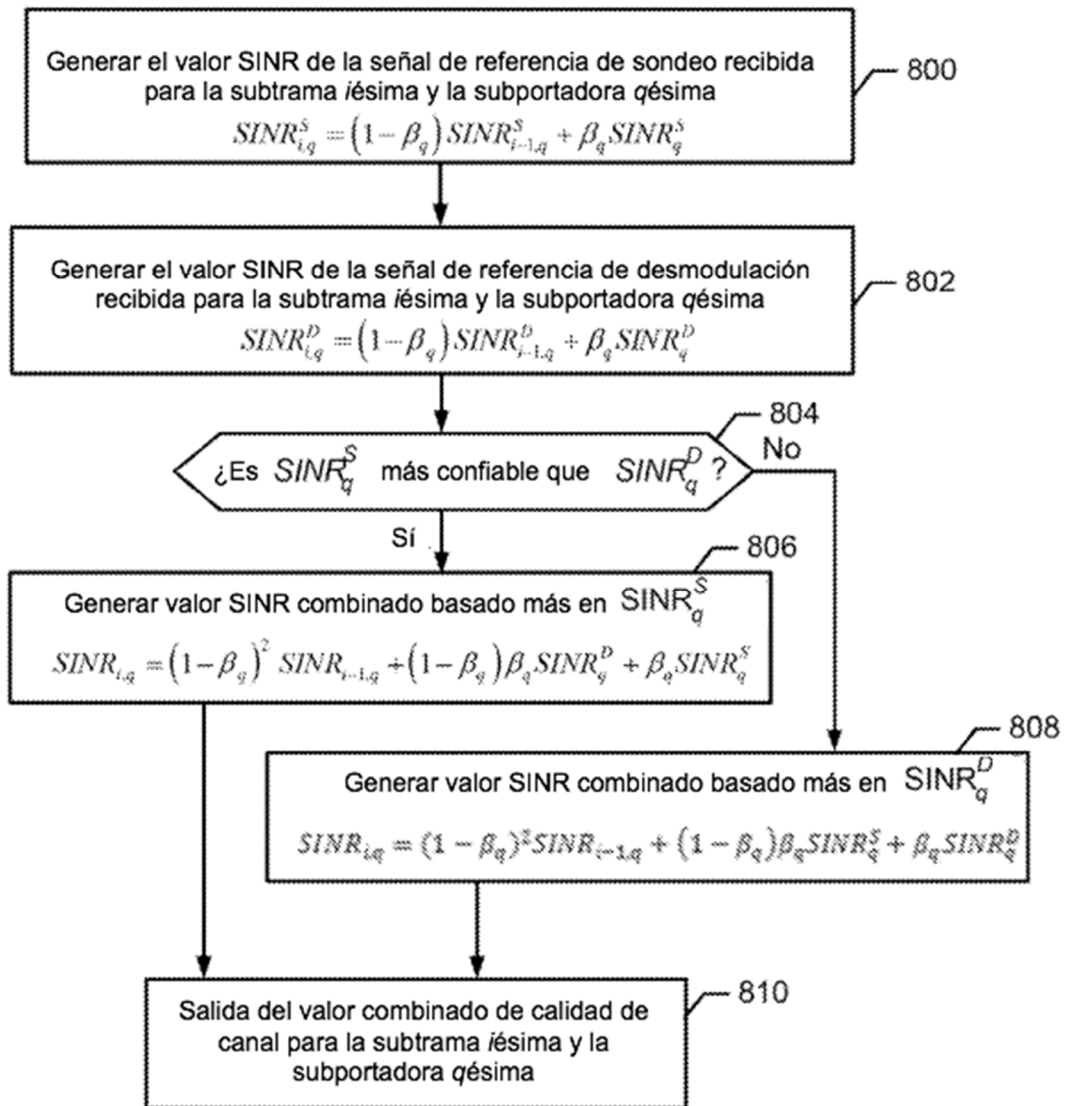 Generar el valor SINR de la señal de referencia de sondeo recibida
para la subtrama iésima y la subportadora qésima
SINR^S_{i,q} = (1 − β_q) SINR^S_{i−1,q} + β_q SINR^S_q
800
Generar el valor SINR de la señal de referencia de desmodulación
recibida para la subtrama iésima y la subportadora qésima
SINR^D_{i,q} = (1 − β_q) SINR^D_{i−1,q} + β_q SINR^D_q
802
804
¿Es SINR^S_q más confiable que SINR^D_q ?
No
Sí
806
Generar valor SINR combinado basado más en SINR^S_q
SINR_{i,q} = (1 − β_q)^2 SINR_{i−1,q} + (1 − β_q) β_q SINR^D_q + β_q SINR^S_q
808
Generar valor SINR combinado basado más en SINR^D_q
SINR_{i,q} = (1 − β_q)^2 SINR_{i−1,q} + (1 − β_q) β_q SINR^S_q + β_q SINR^D_q
810
Salida del valor combinado de calidad de
canal para la subtrama iésima y la
subportadora qésima